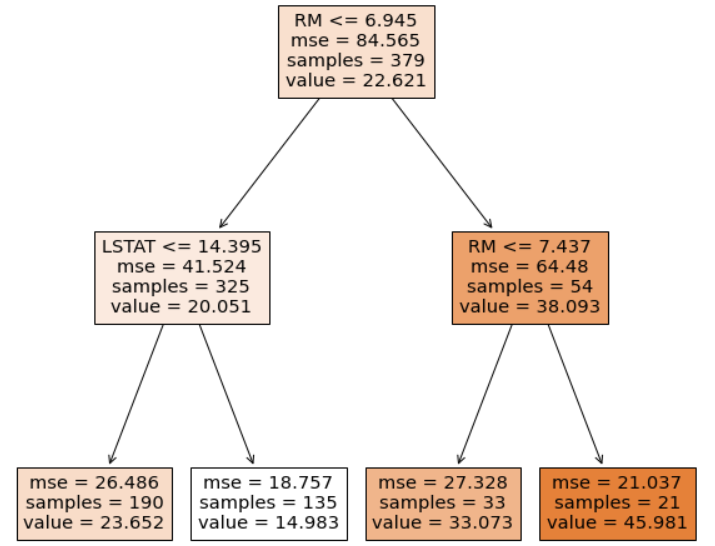 RM <= 6.945
mse = 84.565
samples = 379
value = 22.621
LSTAT <= 14.395
mse = 41.524
samples = 325
value = 20.051
RM <= 7.437
mse = 64.48
samples = 54
value = 38.093
mse = 26.486
samples = 190
value = 23.652
mse = 18.757
samples = 135
value = 14.983
mse = 27.328
samples = 33
value = 33.073
mse = 21.037
samples = 21
value = 45.981